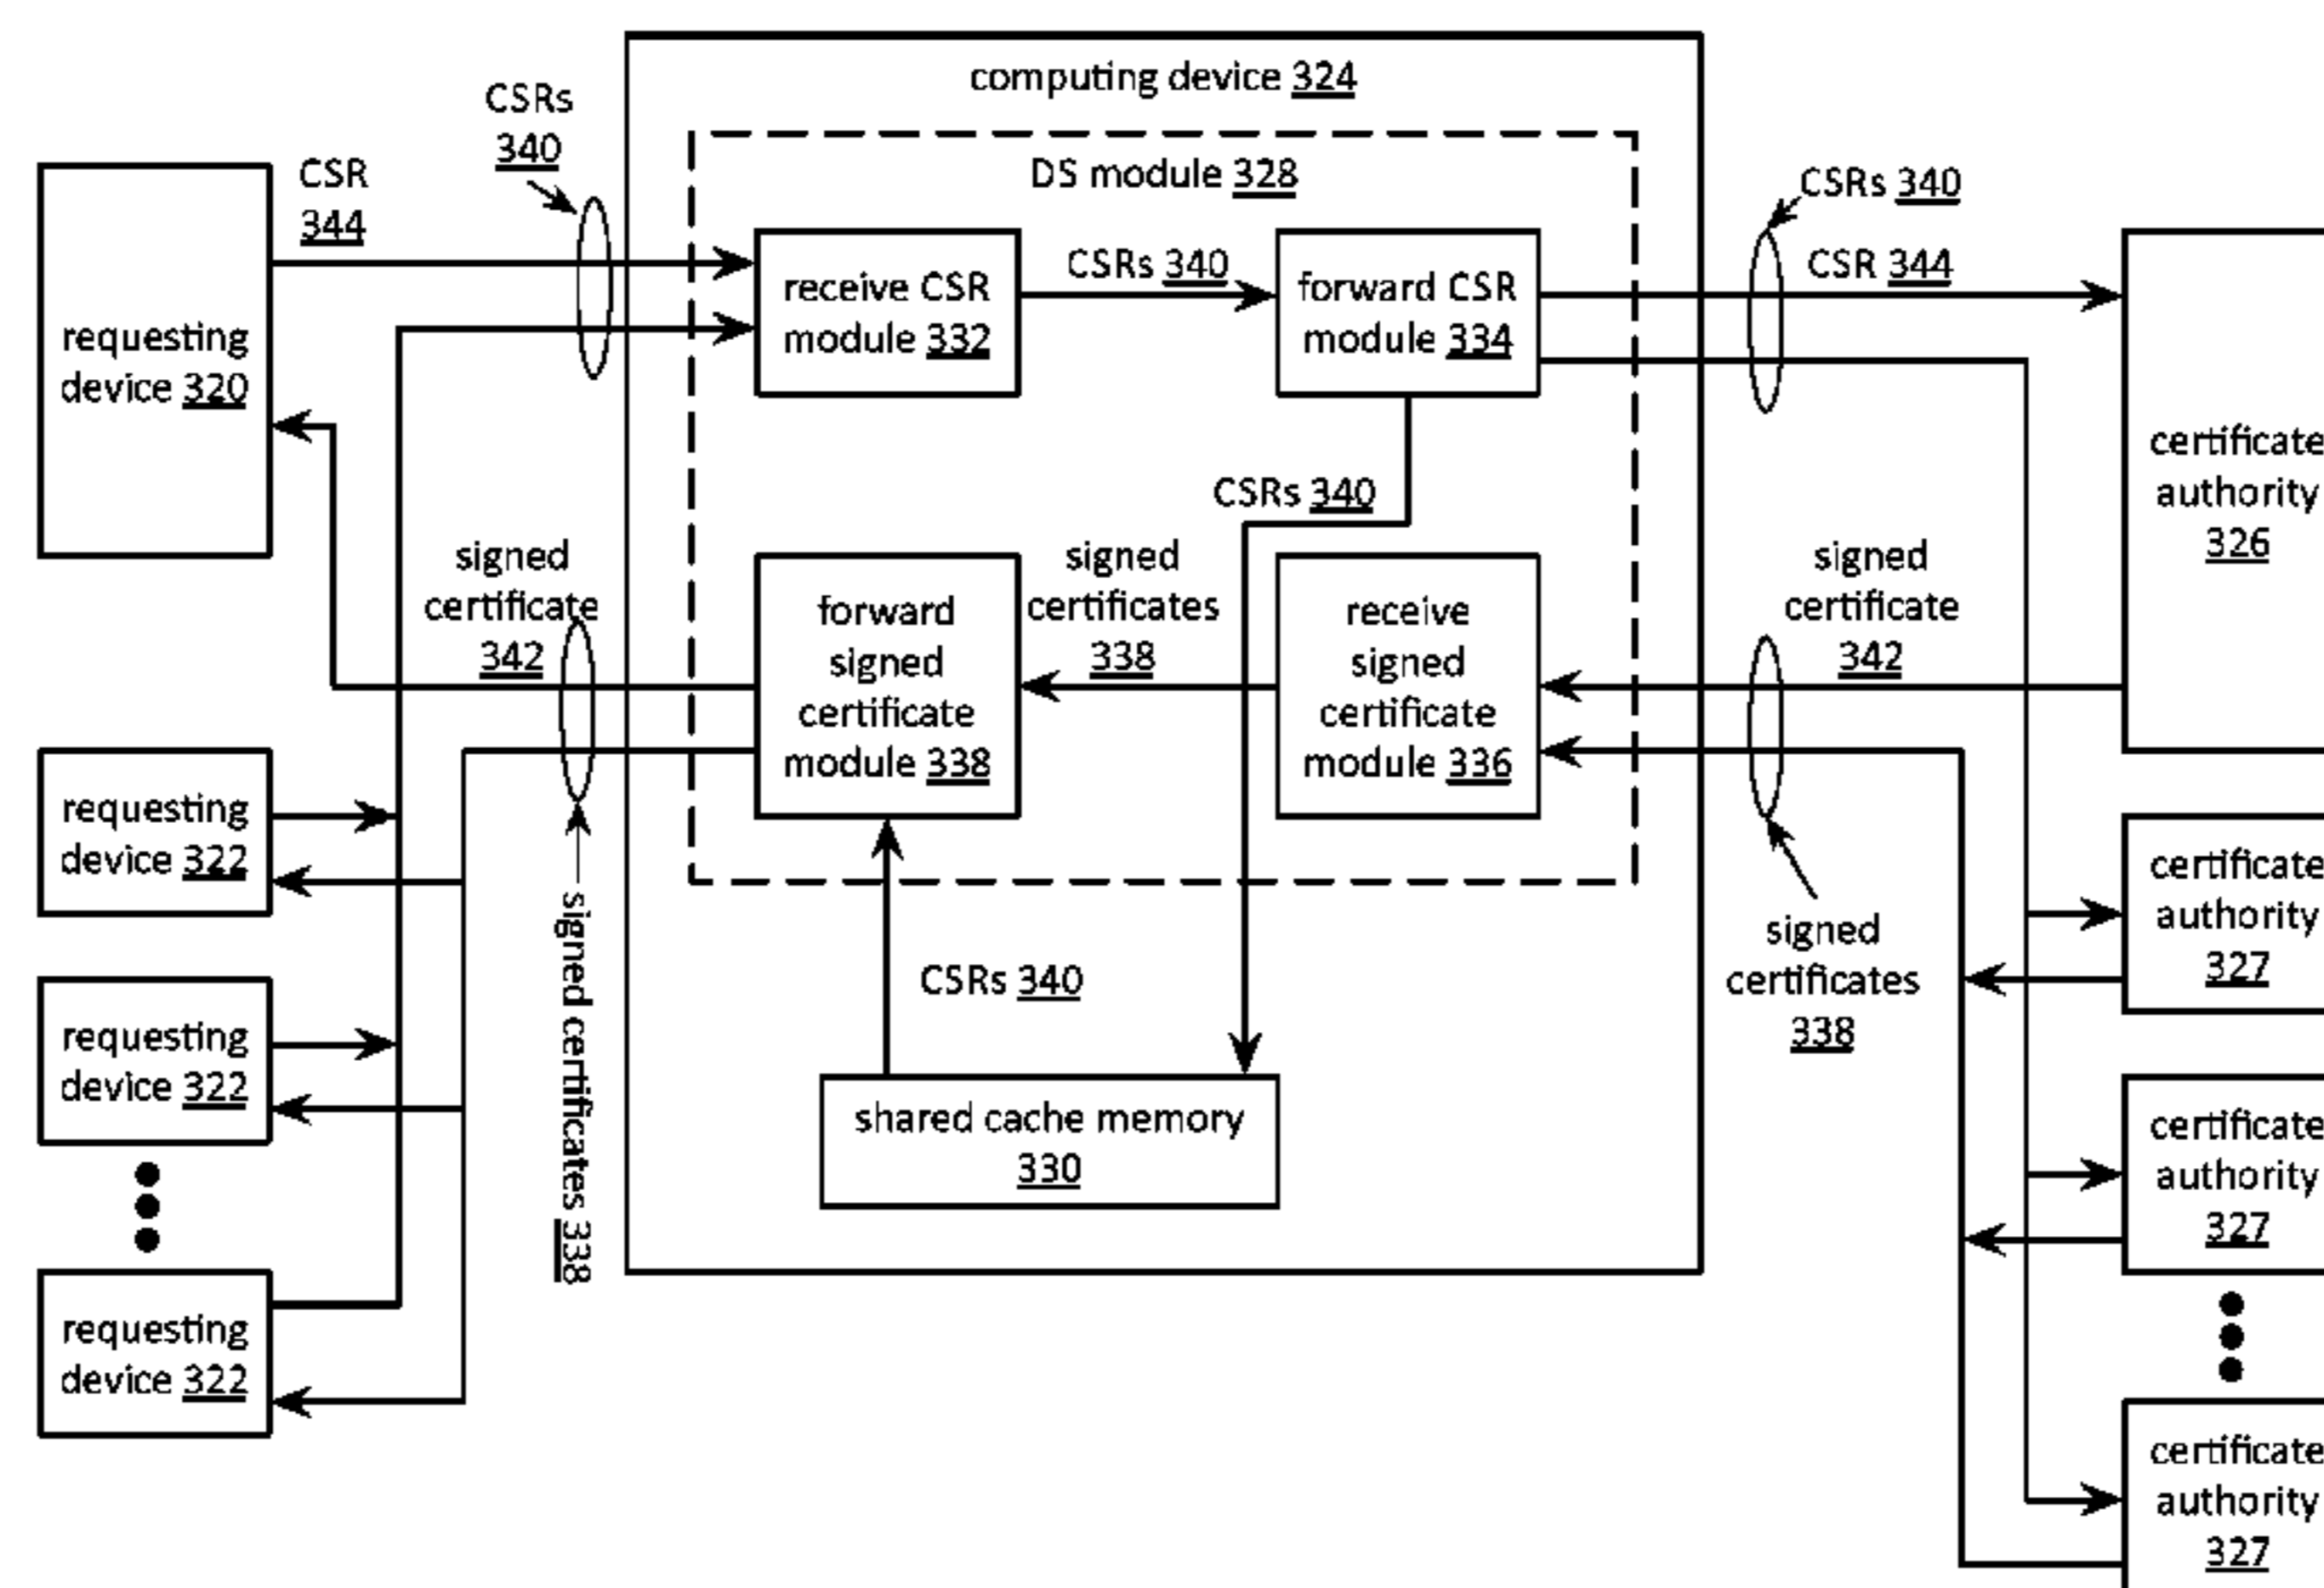 computing device 324
CSRs
340
DS module 328
CSR
344
CSRs 340
receive CSR
module 332
CSRs 340
forward CSR
module 334
CSR 344
requesting
device 320
certificate
authority
326
CSRs 340
signed
certificate
342
forward
signed
certificate
module 338
signed
certificates
338
receive
signed
certificate
module 336
signed
certificate
342
requesting
device 322
signed certificates 338
certificate
authority
327
signed
certificates
338
CSRs 340
requesting
device 322
shared cache memory
330
certificate
authority
327
requesting
device 322
certificate
authority
327